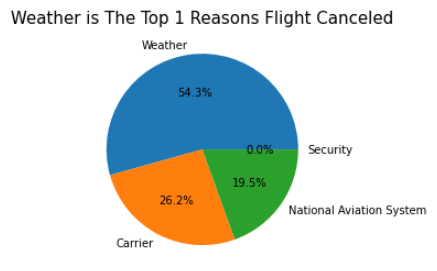 Weather is The Top 1 Reasons Flight Canceled
Weather
54.3%
0.0%
Security
19.5%
26.2%
National Aviation System
Carrier